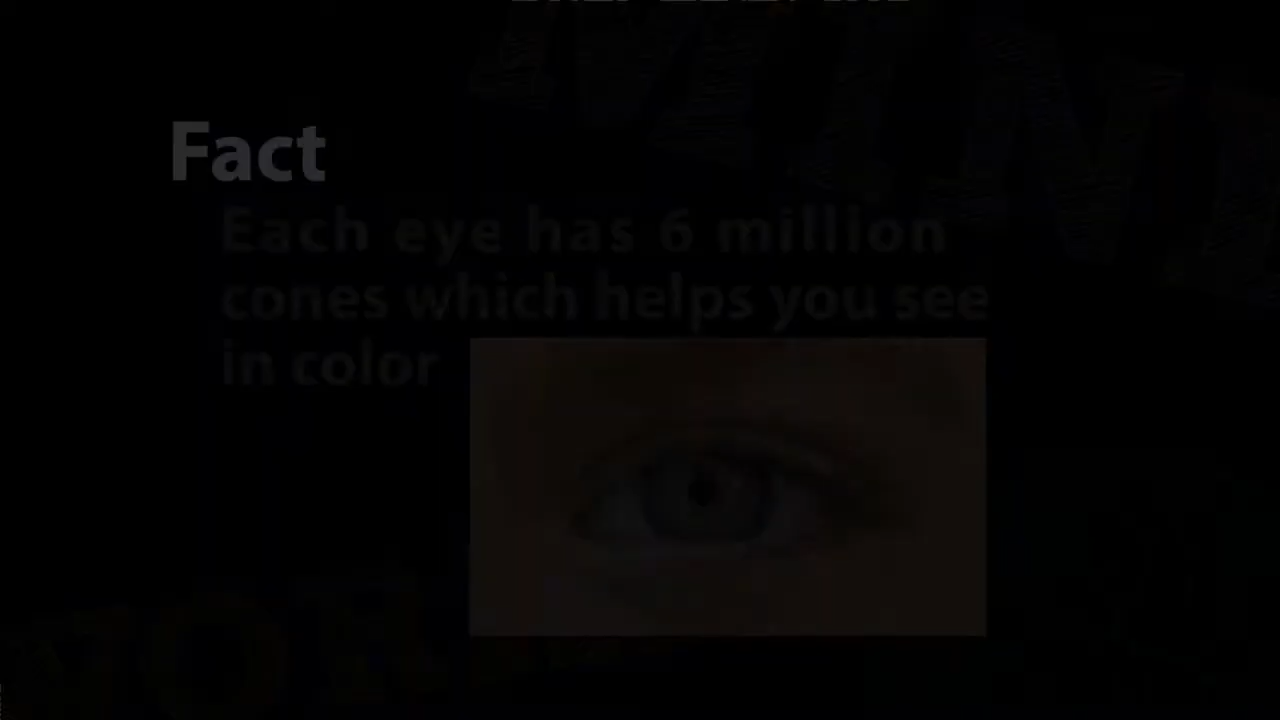 Fact
Each eye has 6 million
cones which helps you see
in color